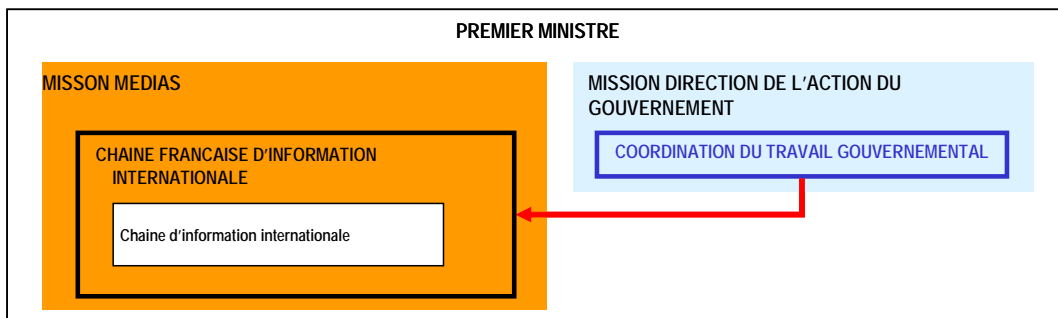 PREMIER MINISTRE
MISSON MEDIAS
CHAINE FRANCAISE D'INFORMATION
INTERNATIONALE
Chaine d'information internationale
MISSION DIRECTION DE L'ACTION DU
GOUVERNEMENT
COORDINATION DU TRAVAIL GOUVERNEMENTAL